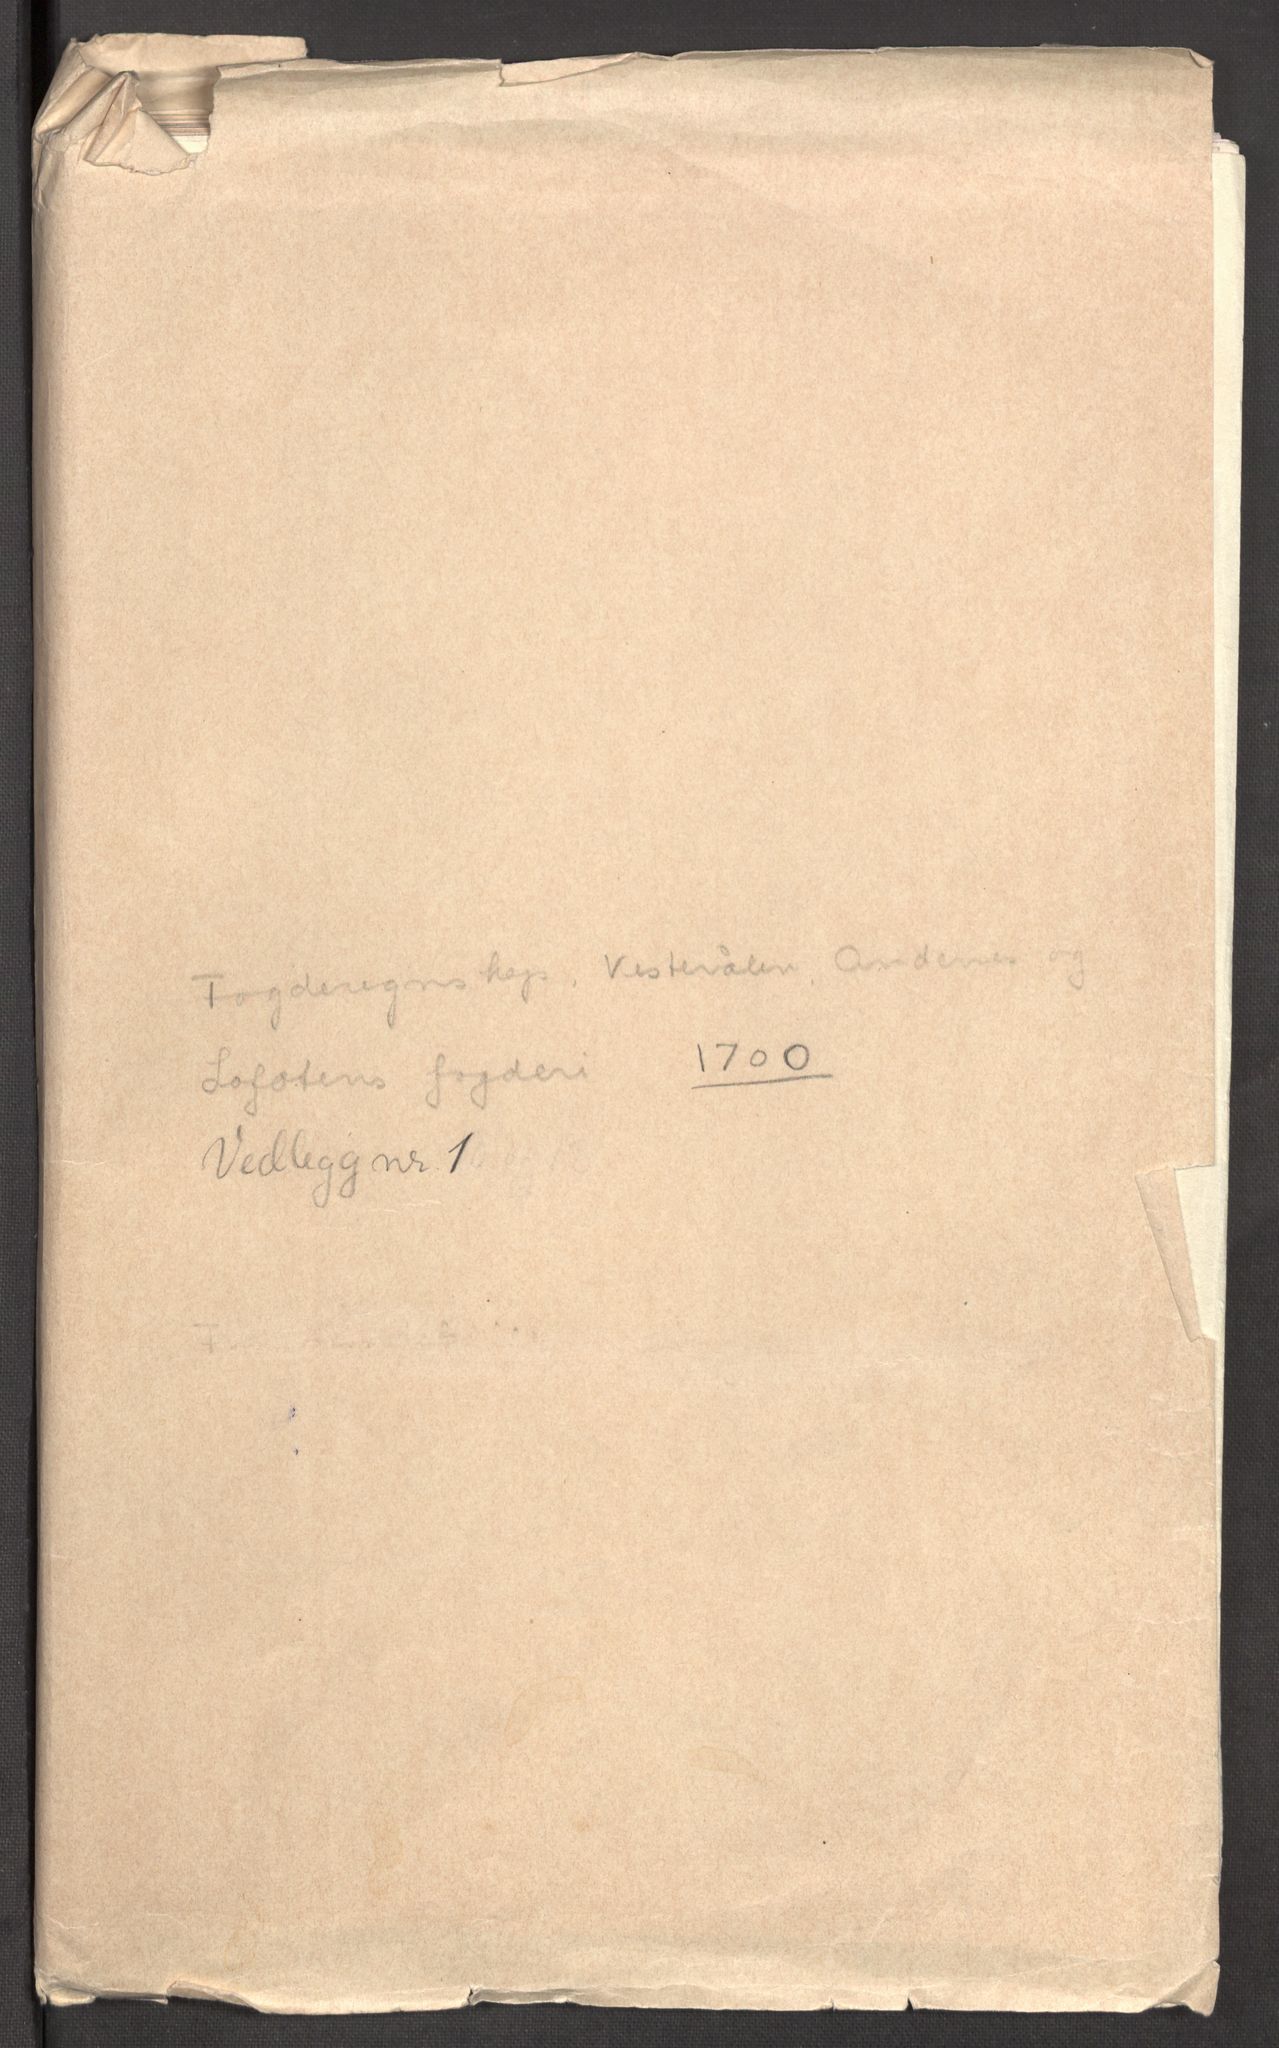 Fogderegnskap, Vesterålen, Andenes og
Lofotens fogderi 1700
Vedlegg nr 1